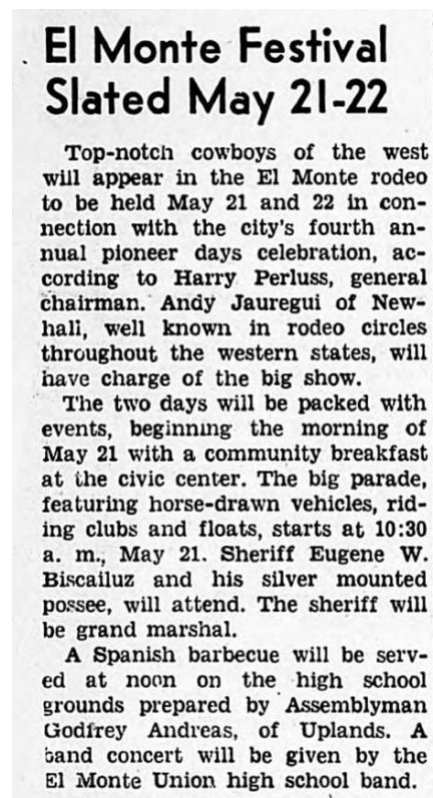 El Monte Festival
Slated May 21-22
Top-notch cowboys of the west
will appear in the El Monte rodeo
to be held May 21 and 22 in con-
nection with the city's fourth an-
nual pioneer days celebration, ac-
cording to Harry Perluss, general
chairman. Andy Jauregui of New-
hall, well known in rodeo circles
throughout the western states, will
have charge of the big show.
The two days will be packed with
events, beginning the morning of
May 21 with a community breakfast
at the civic center. The big parade,
featuring horse-drawn vehicles, rid-
ing clubs and floats, starts at 10:30
a. m., May 21. Sheriff Eugene W.
Biscailuz and his silver mounted
possee, will attend. The sheriff will
be grand marshal.
A Spanish barbecue will be serv-
ed at noon on the high school
grounds prepared by Assemblyman
Godfrey Andreas, of Uplands. A
band concert will be given by the
El Monte Union high school band.